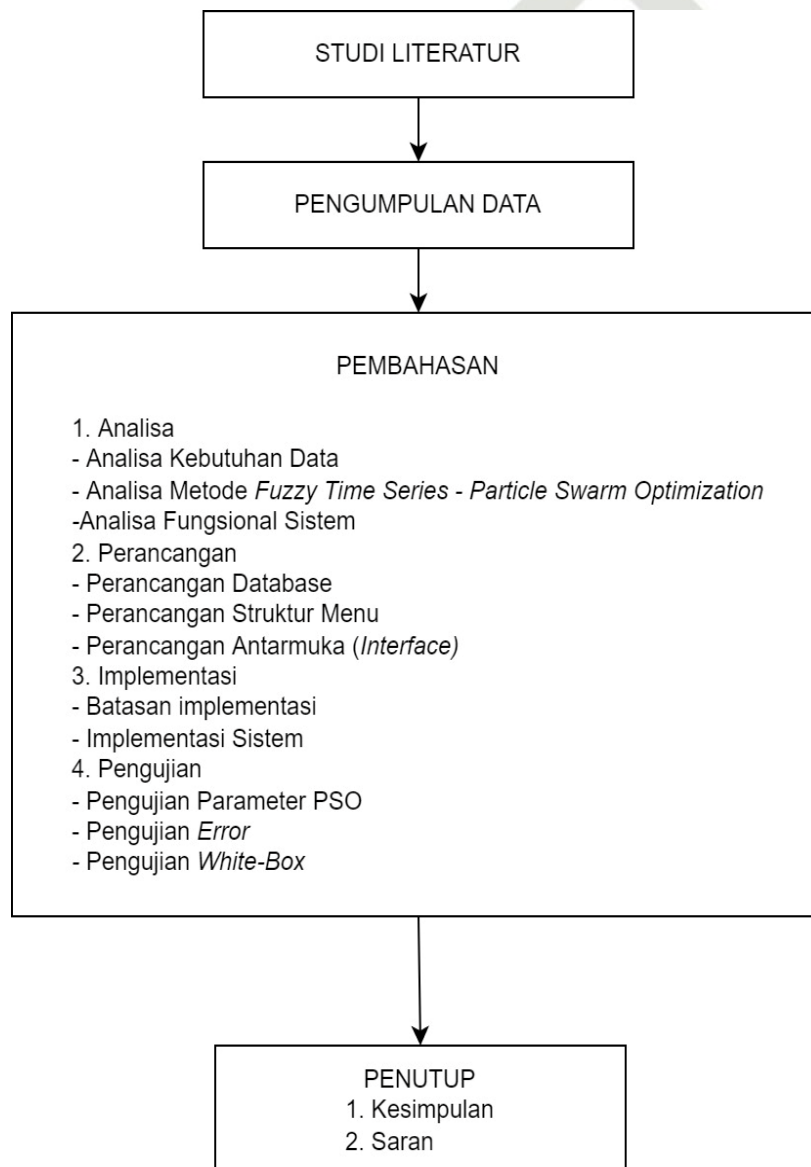 STUDI LITERATUR
PENGUMPULAN DATA
PEMBAHASAN
1. Analisa
- Analisa Kebutuhan Data
- Analisa Metode Fuzzy Time Series - Particle Swarm Optimization
-Analisa Fungsional Sistem
2. Perancangan
- Perancangan Database
- Perancangan Struktur Menu
- Perancangan Antarmuka (Interface)
3. Implementasi
- Batasan implementasi
- Implementasi Sistem
4. Pengujian
- Pengujian Parameter PSO
- Pengujian Error
- Pengujian White-Box
PENUTUP
1. Kesimpulan
2. Saran